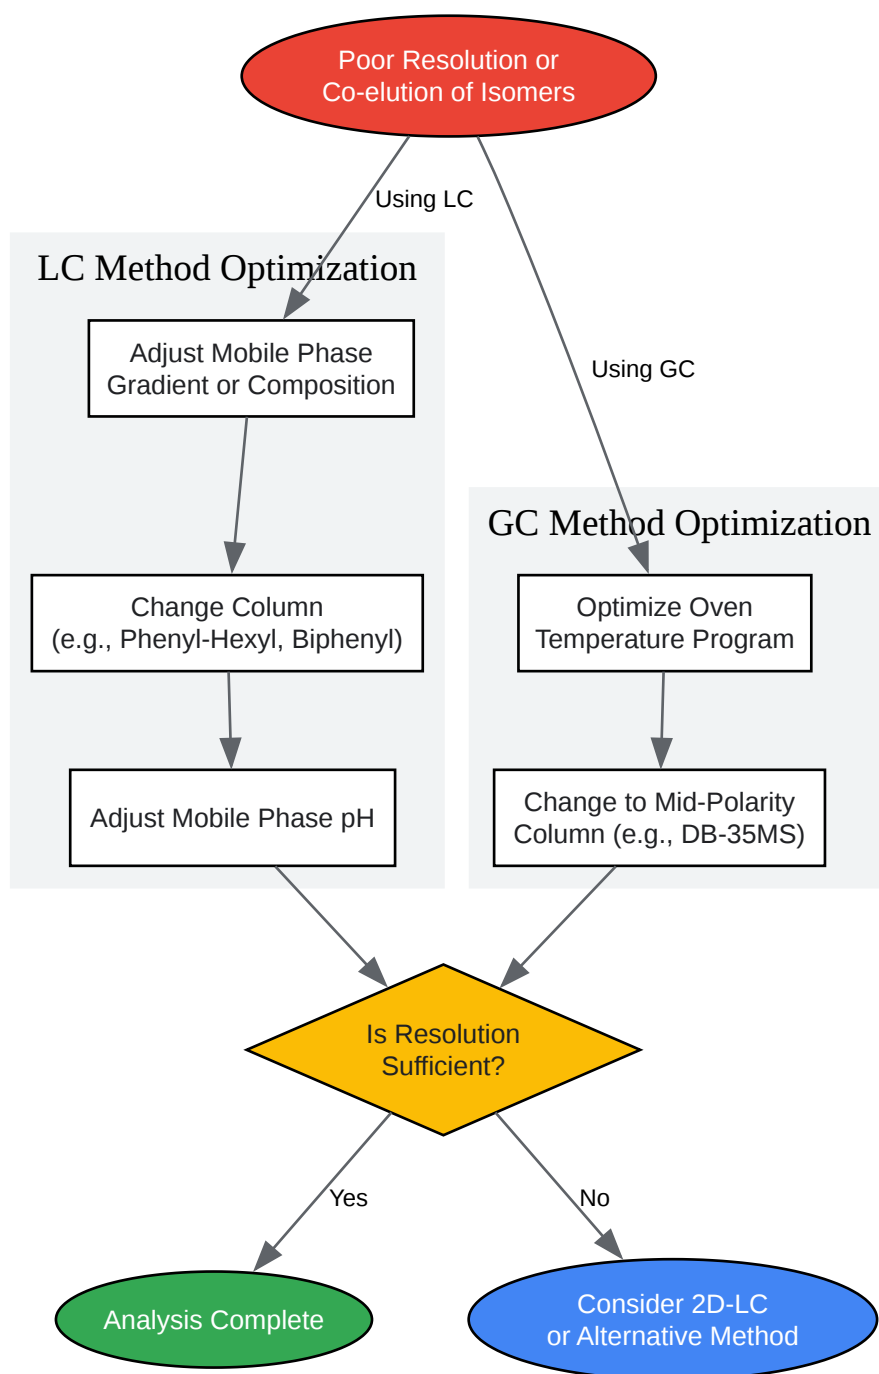 Poor Resolution or
Co-elution of Isomers
Using LC
LC Method Optimization
Adjust Mobile Phase
Gradient or Composition
Using GC
GC Method Optimization
Change Column
(e.g., Phenyl-Hexyl, Biphenyl)
Optimize Oven
Temperature Program
Adjust Mobile Phase pH
Change to Mid-Polarity
Column (e.g., DB-35MS)
Is Resolution
Sufficient?
Yes
No
Analysis Complete
Consider 2D-LC
or Alternative Method